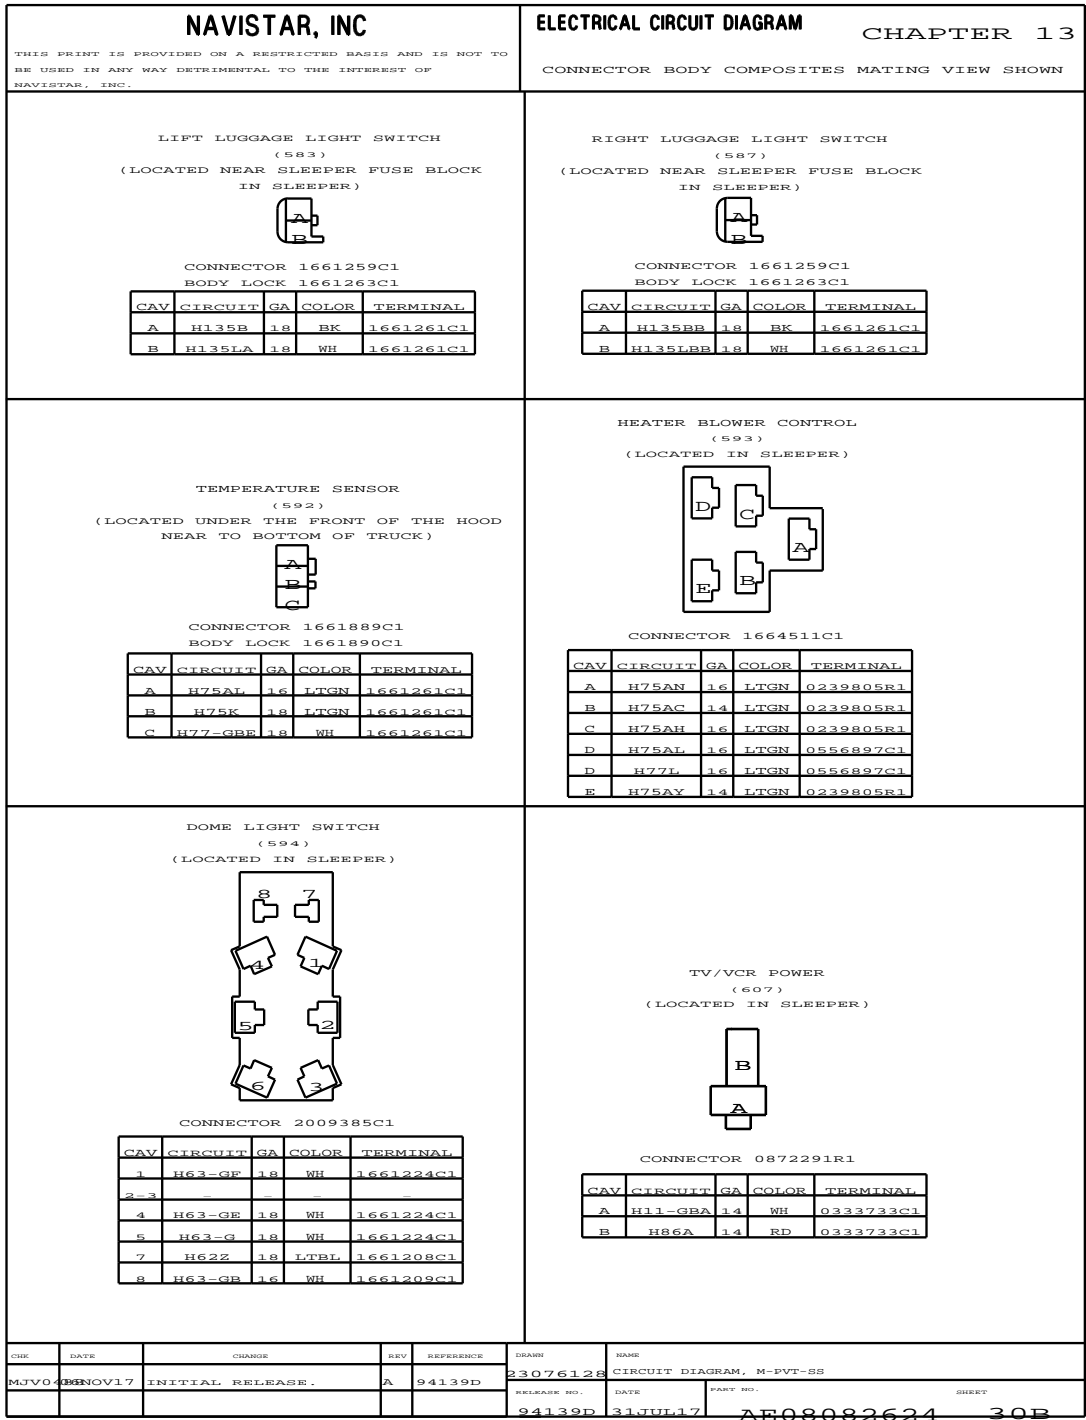 NAVISTAR, INC
THIS PRINT IS PROVIDED ON A RESTRICTED BASIS AND IS NOT TO
BE USED IN ANY WAY DETRIMENTAL TO THE INTEREST OF
NAVISTAR, INC.
ELECTRICAL CIRCUIT DIAGRAM
CHAPTER 13
CONNECTOR BODY COMPOSITES MATING VIEW SHOWN
LIFT LUGGAGE LIGHT SWITCH
(583)
(LOCATED NEAR SLEEPER FUSE BLOCK
IN SLEEPER)
A
B
CONNECTOR 1661259C1
BODY LOCK 1661263C1
CAV CIRCUIT GA COLOR TERMINAL
A H135B 18 BK 1661261C1
B H135LA 18 WH 1661261C1
RIGHT LUGGAGE LIGHT SWITCH
(587)
(LOCATED NEAR SLEEPER FUSE BLOCK
IN SLEEPER)
A
B
CONNECTOR 1661259C1
BODY LOCK 1661263C1
CAV CIRCUIT GA COLOR TERMINAL
A H135BB 18 BK 1661261C1
B H135LBB 18 WH 1661261C1
TEMPERATURE SENSOR
(592)
(LOCATED UNDER THE FRONT OF THE HOOD
NEAR TO BOTTOM OF TRUCK)
A
B
C
CONNECTOR 1661889C1
BODY LOCK 1661890C1
CAV CIRCUIT GA COLOR TERMINAL
A H75AL 16 LTGN 1661261C1
B H75K 18 LTGN 1661261C1
C H77-GBE 18 WH 1661261C1
HEATER BLOWER CONTROL
(593)
(LOCATED IN SLEEPER)
D C
A
E B
CONNECTOR 1664511C1
CAV CIRCUIT GA COLOR TERMINAL
A H75AN 16 LTGN 0239805R1
B H75AC 14 LTGN 0239805R1
C H75AH 16 LTGN 0239805R1
D H75AL 16 LTGN 0556897C1
D H77L 16 LTGN 0556897C1
E H75AY 14 LTGN 0239805R1
DOME LIGHT SWITCH
(594)
(LOCATED IN SLEEPER)
8 7
4 1
5 2
6 3
CONNECTOR 2009385C1
CAV CIRCUIT GA COLOR TERMINAL
1 H63-GF 18 WH 1661224C1
2-3 - - - -
4 H63-GE 18 WH 1661224C1
5 H63-G 18 WH 1661224C1
7 H62Z 18 LTBL 1661208C1
8 H63-GB 16 WH 1661209C1
TV/VCR POWER
(607)
(LOCATED IN SLEEPER)
B
A
CONNECTOR 0872291R1
CAV CIRCUIT GA COLOR TERMINAL
A H11-GBA 14 WH 0333733C1
B H86A 14 RD 0333733C1
CHK DATE CHANGE REV REFERENCE
NOV17 INITIAL RELEASE. A 94139D
DRAWN NAME
23076128 CIRCUIT DIAGRAM, M-PVT-SS
RELEASE NO. DATE PART NO. SHEET
94139D 31JUL17 AE08082624 30B